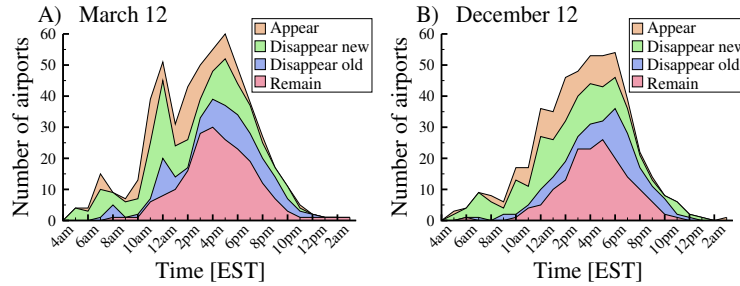 A) March 12
Number of airports
60
50
40
30
20
10
0
Appear
Disappear new
Disappear old
Remain
4am 6am 8am 10am 12am 2pm 4pm 6pm 8pm 10pm 12pm 2am
Time [EST]
B) December 12
Number of airports
60
50
40
30
20
10
0
Appear
Disappear new
Disappear old
Remain
4am 6am 8am 10am 12am 2pm 4pm 6pm 8pm 10pm 12pm 2am
Time [EST]